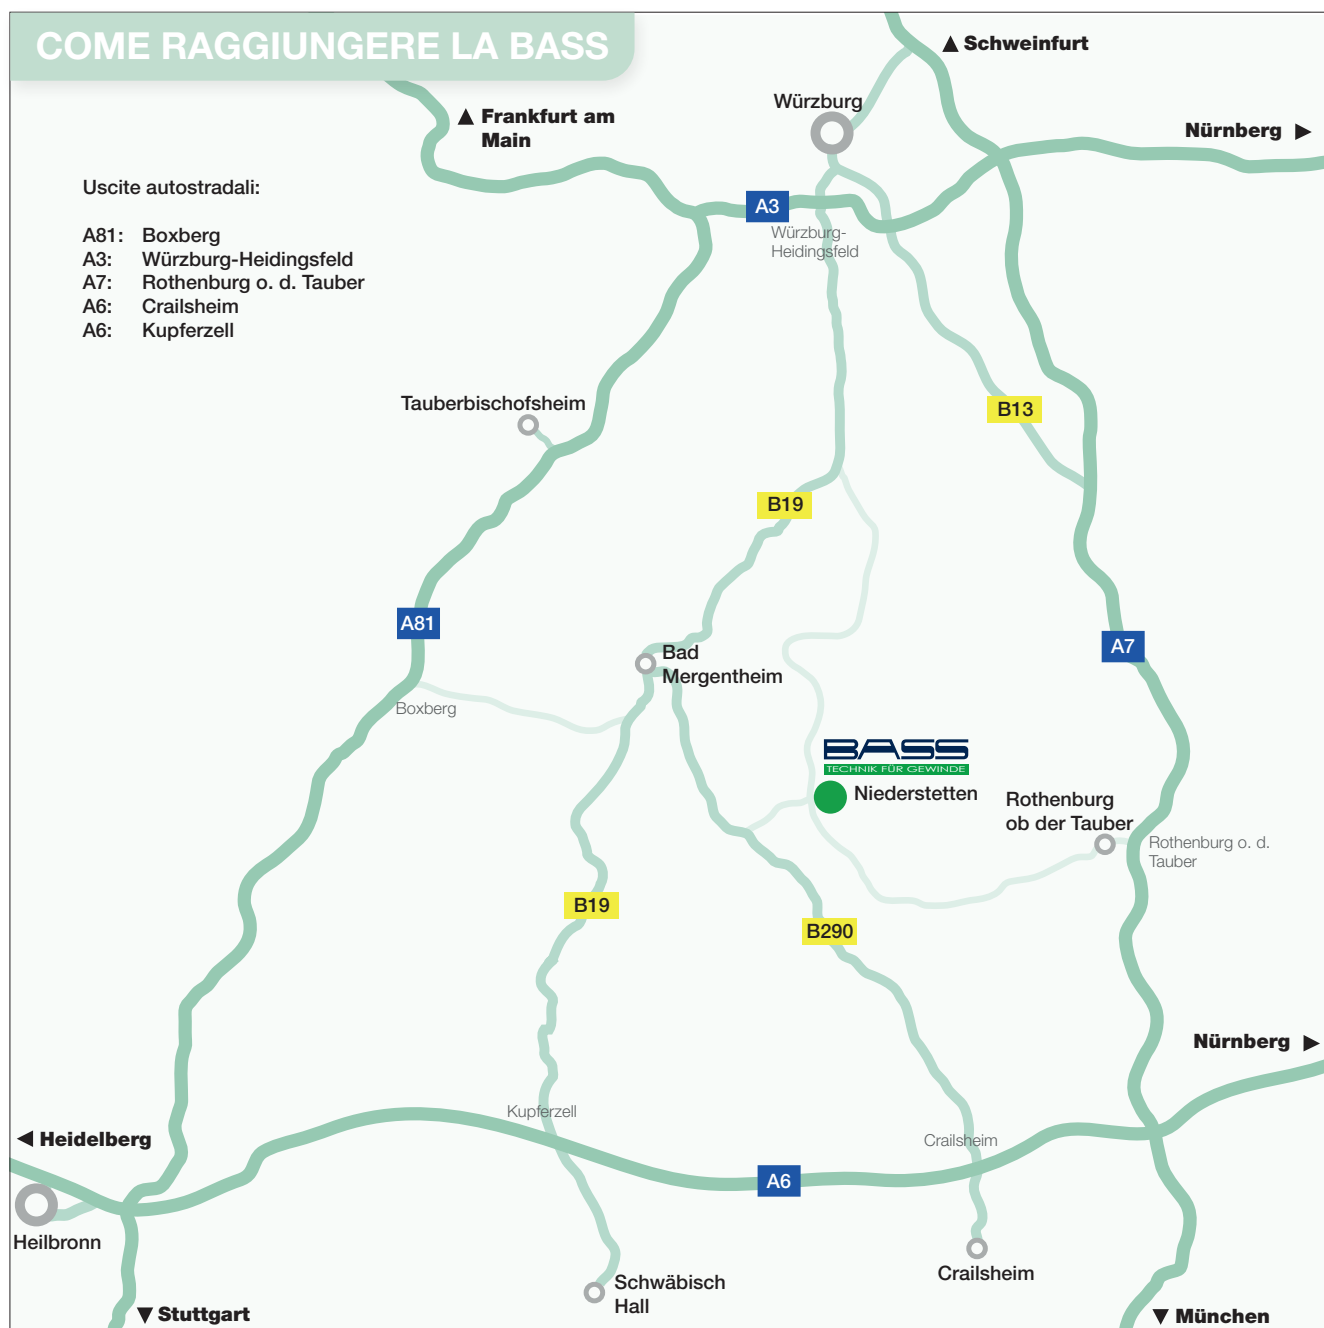 COME RAGGIUNGERE LA BASS
▲ Schweinfurt
▲ Frankfurt am
Main
Würzburg
Nürnberg ▶
Uscite autostradali:
A81: Boxberg
A3: Würzburg-Heidingsfeld
A7: Rothenburg o. d. Tauber
A6: Crailsheim
A6: Kupferzell
A3
Würzburg-
Heidingsfeld
Tauberbischofsheim
B13
B19
A81
A7
Bad
Mergentheim
Boxberg
BASS
TECHNIK FÜR GEWINDE
Niederstetten
Rothenburg
ob der Tauber
Rothenburg o. d.
Tauber
B19
B290
Nürnberg ▶
Kupferzell
Crailsheim
◀ Heidelberg
A6
Heilbronn
Crailsheim
Schwäbisch
Hall
▼ Stuttgart
▼ München